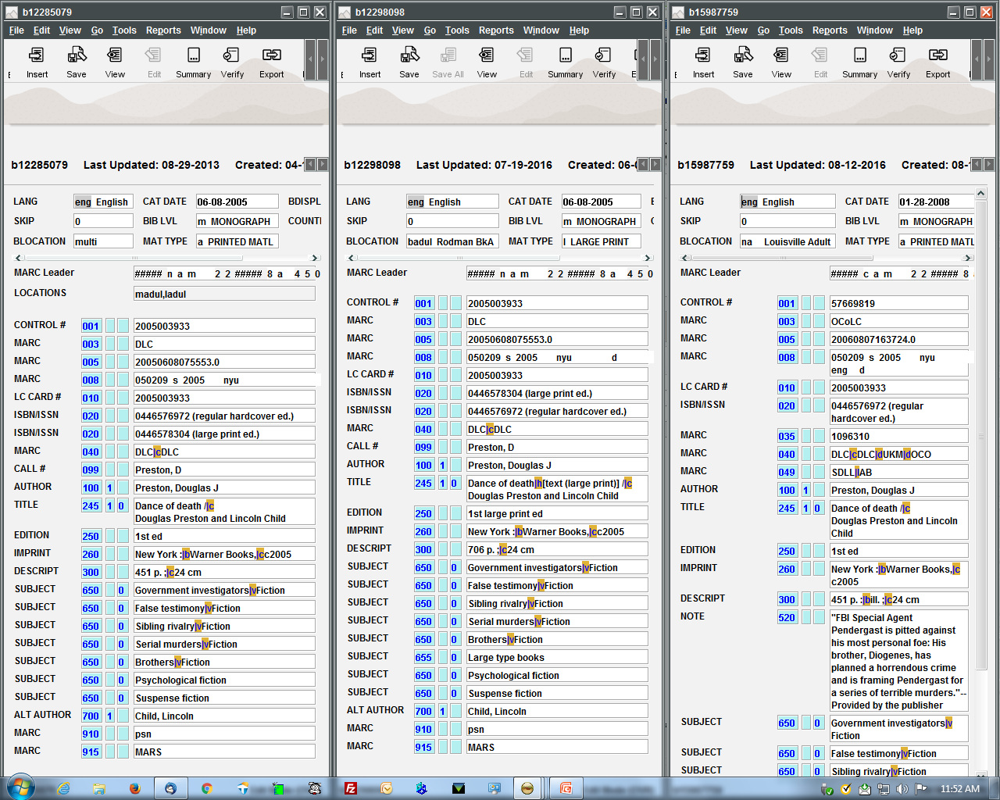 b12285079
File Edit View Go Tools Reports Window Help
Insert Save View Edit Summary Verify Export
b12285079 Last Updated: 08-29-2013 Created: 04-1
LANG eng English CAT DATE 06-08-2005 BDISPL
SKIP 0 BIB LVL m MONOGRAPH COUNTI
BLOCATION multi MAT TYPE a PRINTED MATL
MARC Leader ##### n a m 2 2 ##### 8 a 4 5 0
LOCATIONS madul,ladul
CONTROL # 001 2005003933
MARC 003 DLC
MARC 005 20050608075553.0
MARC 008 050209 s 2005 nyu
LC CARD # 010 2005003933
ISBN/ISSN 020 0446576972 (regular hardcover ed.)
ISBN/ISSN 020 0446578304 (large print ed.)
MARC 040 DLC|cDLC
CALL # 099 Preston, D
AUTHOR 100 1 Preston, Douglas J
TITLE 245 1 0 Dance of death /|c
Douglas Preston and Lincoln Child
EDITION 250 1st ed
IMPRINT 260 New York :|bWarner Books,|cc2005
DESCRIPT 300 451 p. ;|c24 cm
SUBJECT 650 0 Government investigators|vFiction
SUBJECT 650 0 False testimony|vFiction
SUBJECT 650 0 Sibling rivalry|vFiction
SUBJECT 650 0 Serial murders|vFiction
SUBJECT 650 0 Brothers|vFiction
SUBJECT 650 0 Psychological fiction
SUBJECT 650 0 Suspense fiction
ALT AUTHOR 700 1 Child, Lincoln
MARC 910 psn
MARC 915 MARS
b12298098
File Edit View Go Tools Reports Window Help
Insert Save Save All View Edit Summary Verify E
b12298098 Last Updated: 07-19-2016 Created: 06-0
LANG eng English CAT DATE 06-08-2005
SKIP 0 BIB LVL m MONOGRAPH
BLOCATION badul Rodman BkA MAT TYPE l LARGE PRINT
MARC Leader ##### n a m 2 2 ##### 8 a 4 5 0
CONTROL # 001 2005003933
MARC 003 DLC
MARC 005 20050608075553.0
MARC 008 050209 s 2005 nyu d
LC CARD # 010 2005003933
ISBN/ISSN 020 0446578304 (large print ed.)
ISBN/ISSN 020 0446576972 (regular hardcover ed.)
MARC 040 DLC|cDLC
CALL # 099 Preston, D
AUTHOR 100 1 Preston, Douglas J
TITLE 245 1 0 Dance of death|h[text (large print)] /|c
Douglas Preston and Lincoln Child
EDITION 250 1st large print ed
IMPRINT 260 New York :|bWarner Books,|cc2005
DESCRIPT 300 706 p. ;|c24 cm
SUBJECT 650 0 Government investigators|vFiction
SUBJECT 650 0 False testimony|vFiction
SUBJECT 650 0 Sibling rivalry|vFiction
SUBJECT 650 0 Serial murders|vFiction
SUBJECT 650 0 Brothers|vFiction
SUBJECT 655 0 Large type books
SUBJECT 650 0 Psychological fiction
SUBJECT 650 0 Suspense fiction
ALT AUTHOR 700 1 Child, Lincoln
MARC 910 psn
MARC 915 MARS
b15987759
File Edit View Go Tools Reports Window Help
Insert Save View Edit Summary Verify Export
b15987759 Last Updated: 08-12-2016 Created: 08-1
LANG eng English CAT DATE 01-28-2008
SKIP 0 BIB LVL m MONOGRAPH
BLOCATION na Louisville Adult MAT TYPE a PRINTED MATL
MARC Leader ##### c a m 2 2 ##### 8
CONTROL # 001 57669819
MARC 003 OCoLC
MARC 005 20060807163724.0
MARC 008 050209 s 2005 nyu
eng d
LC CARD # 010 2005003933
ISBN/ISSN 020 0446576972 (regular
hardcover ed.)
MARC 035 1096310
MARC 040 DLC|cDLC|dUKM|dOCO
MARC 049 SDLL|lAB
AUTHOR 100 1 Preston, Douglas J
TITLE 245 1 0 Dance of death /|c
Douglas Preston and Lincoln
Child
EDITION 250 1st ed
IMPRINT 260 New York :|bWarner Books,|c
c2005
DESCRIPT 300 451 p. :|bill. ;|c24 cm
NOTE 520 "FBI Special Agent
Pendergast is pitted against
his most personal foe: His
brother, Diogenes, has
planned a horrendous crime
and is framing Pendergast for
a series of terrible murders."--
Provided by the publisher
SUBJECT 650 0 Government investigators|v
Fiction
SUBJECT 650 0 False testimony|vFiction
SUBJECT 650 0 Sibling rivalry|vFiction
11:52 AM